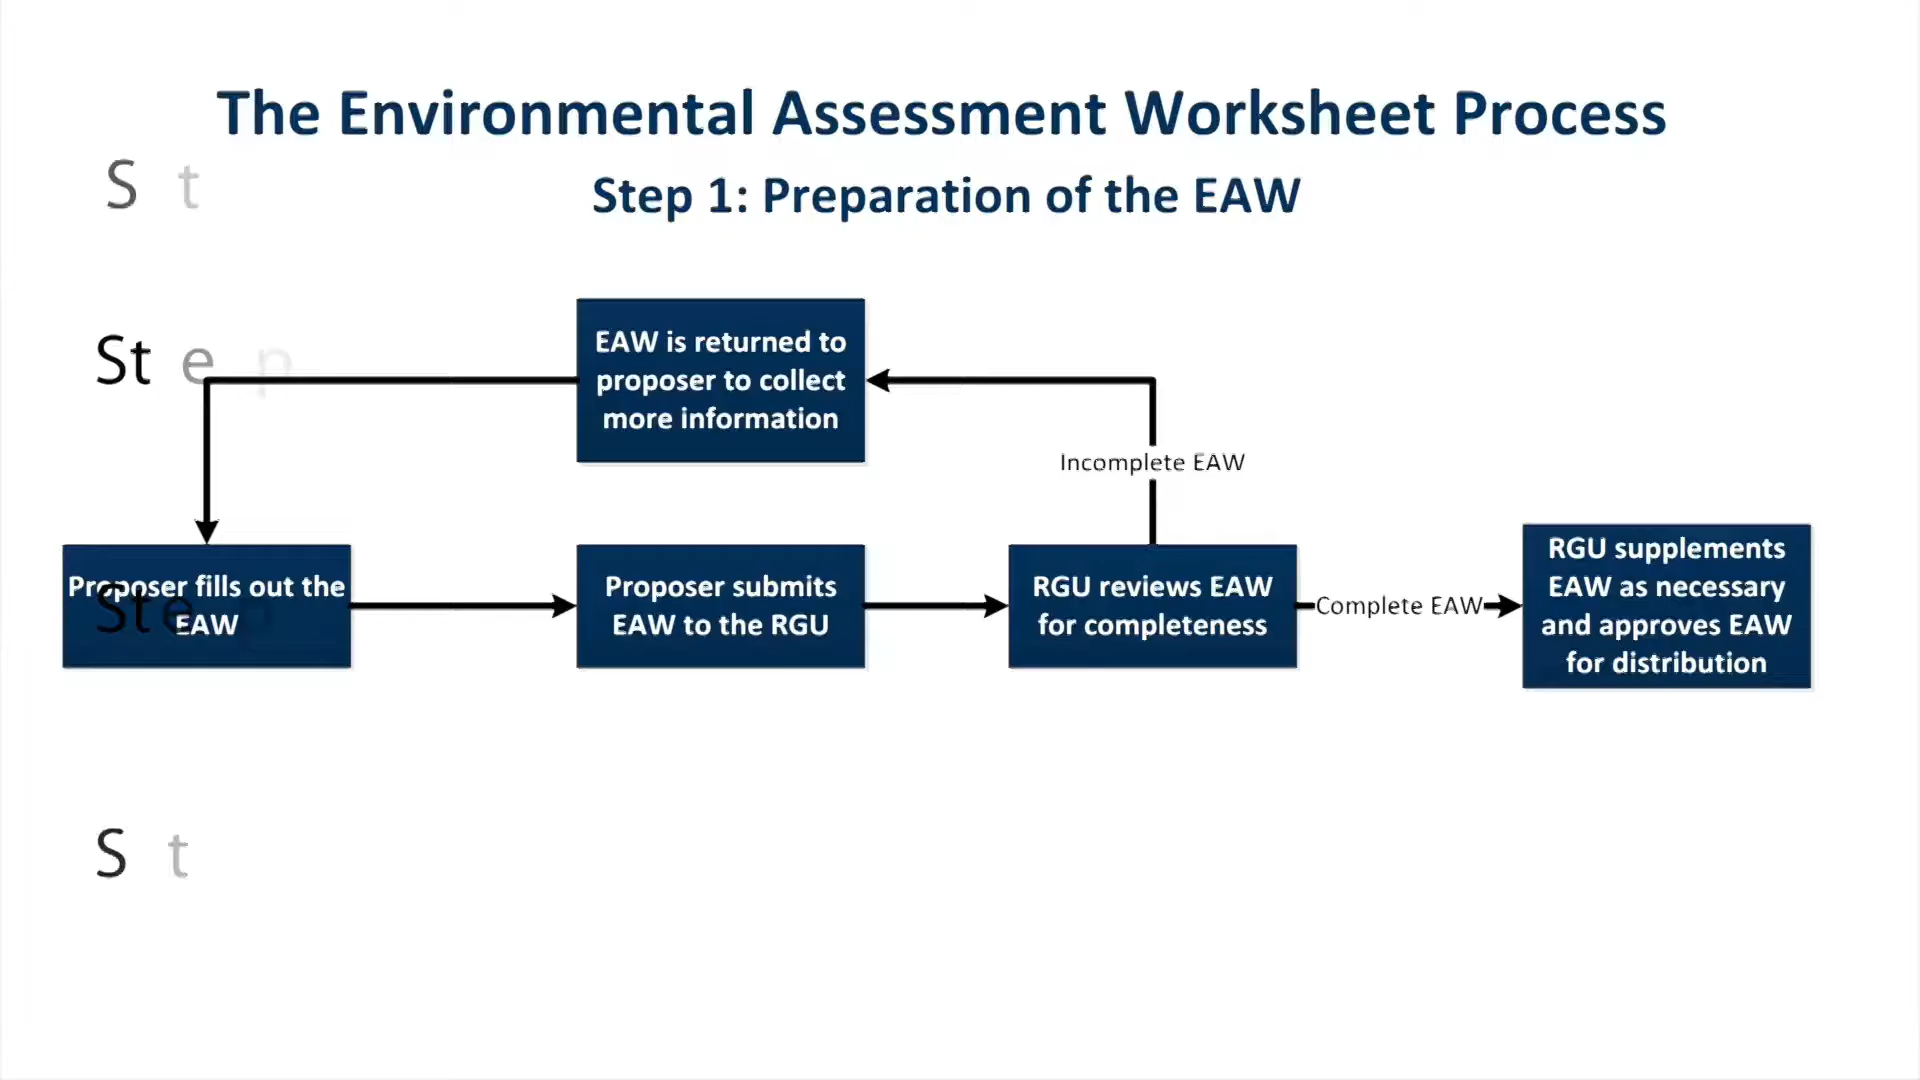 The Environmental Assessment Worksheet Process
S t
Step 1: Preparation of the EAW
St e p
EAW is returned to
proposer to collect
more information
Incomplete EAW
Proposer fills out the
EAW
Ste p
Proposer submits
EAW to the RGU
RGU reviews EAW
for completeness
Complete EAW
RGU supplements
EAW as necessary
and approves EAW
for distribution
S t